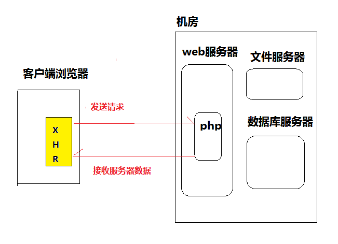 机房
web服务器
文件服务器
客户端浏览器
发送请求
php
X
H
R
数据库服务器
接收服务器数据